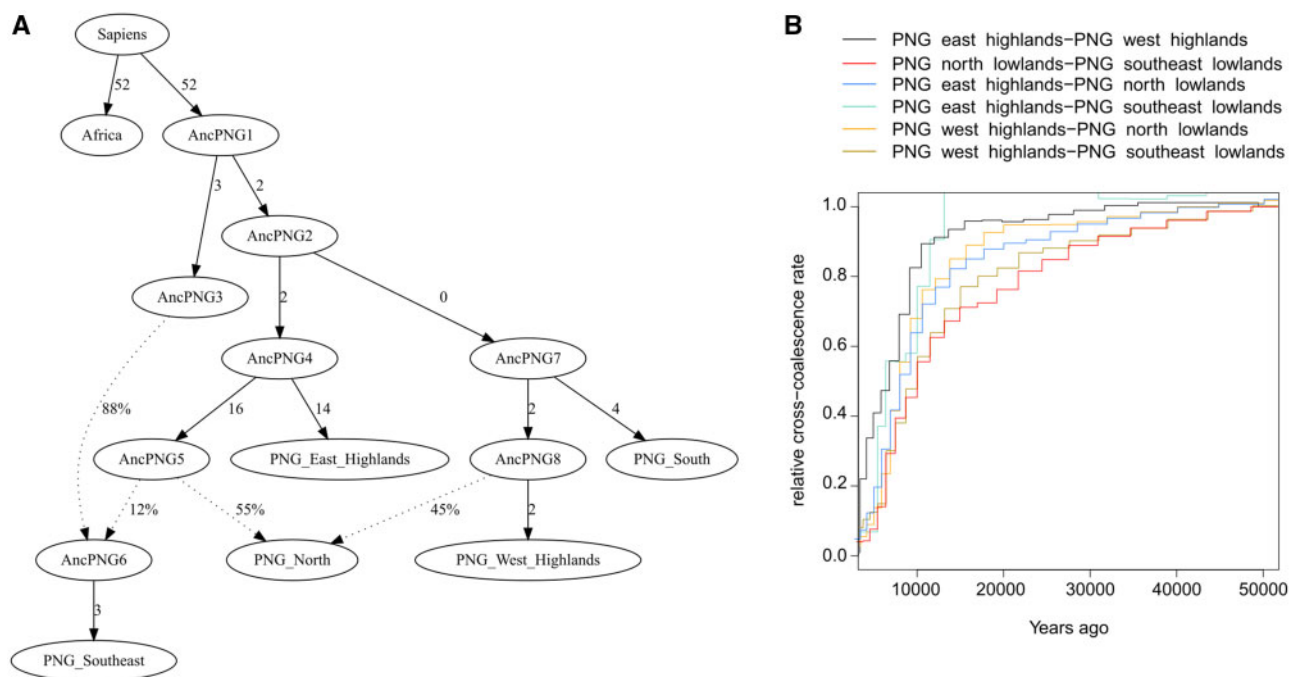 A
Sapiens
52
52
Africa
AncPNG1
3
2
AncPNG2
AncPNG3
2
0
AncPNG4
AncPNG7
88%
16
14
2
4
AncPNG5
PNG_East_Highlands
AncPNG8
PNG_South
12%
55%
45%
2
AncPNG6
PNG_North
PNG_West_Highlands
3
PNG_Southeast
B
PNG east highlands−PNG west highlands
PNG north lowlands−PNG southeast lowlands
PNG east highlands−PNG north lowlands
PNG east highlands−PNG southeast lowlands
PNG west highlands−PNG north lowlands
PNG west highlands−PNG southeast lowlands
relative cross−coalescence rate
1.0
0.8
0.6
0.4
0.2
0.0
10000 20000 30000 40000 50000
Years ago